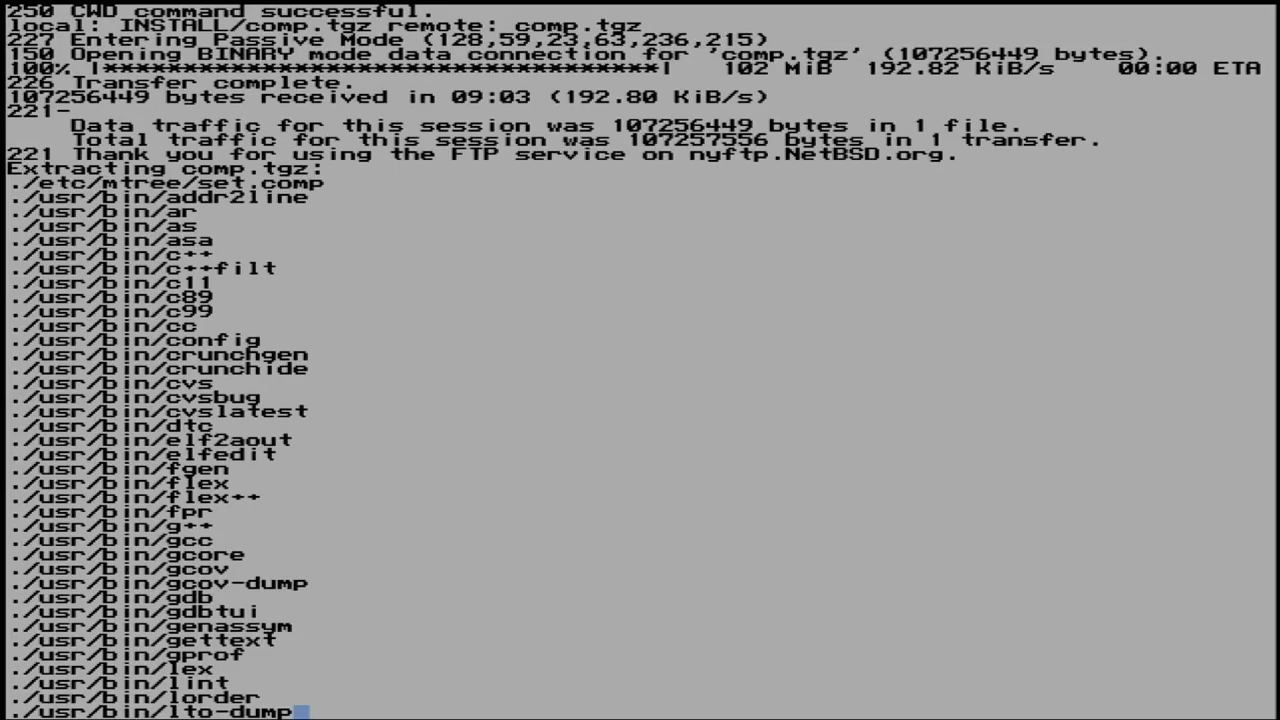 250 CWD command successful.
local: INSTALL/comp.tgz remote: comp.tgz
227 Entering Passive Mode (128,59,23,63,236,215)
150 Opening BINARY mode data connection for 'comp.tgz' (107256449 bytes).
100% |***********************************| 102 MiB 192.82 KiB/s 00:00 ETA
226 Transfer complete.
107256449 bytes received in 09:03 (192.80 KiB/s)
221-
Data traffic for this session was 107256449 bytes in 1 file.
Total traffic for this session was 107257556 bytes in 1 transfer.
221 Thank you for using the FTP service on nyftp.NetBSD.org.
Extracting comp.tgz:
./etc/mtree/set.comp
./usr/bin/addr2line
./usr/bin/ar
./usr/bin/as
./usr/bin/asa
./usr/bin/c++
./usr/bin/c++filt
./usr/bin/c11
./usr/bin/c89
./usr/bin/c99
./usr/bin/cc
./usr/bin/config
./usr/bin/crunchgen
./usr/bin/crunchide
./usr/bin/cvs
./usr/bin/cvsbug
./usr/bin/cvslatest
./usr/bin/dtc
./usr/bin/elf2aout
./usr/bin/elfedit
./usr/bin/fgen
./usr/bin/flex
./usr/bin/flex++
./usr/bin/fpr
./usr/bin/g++
./usr/bin/gcc
./usr/bin/gcore
./usr/bin/gcov
./usr/bin/gcov-dump
./usr/bin/gdb
./usr/bin/gdbtui
./usr/bin/genassym
./usr/bin/gettext
./usr/bin/gprof
./usr/bin/lex
./usr/bin/lint
./usr/bin/lorder
./usr/bin/lto-dump